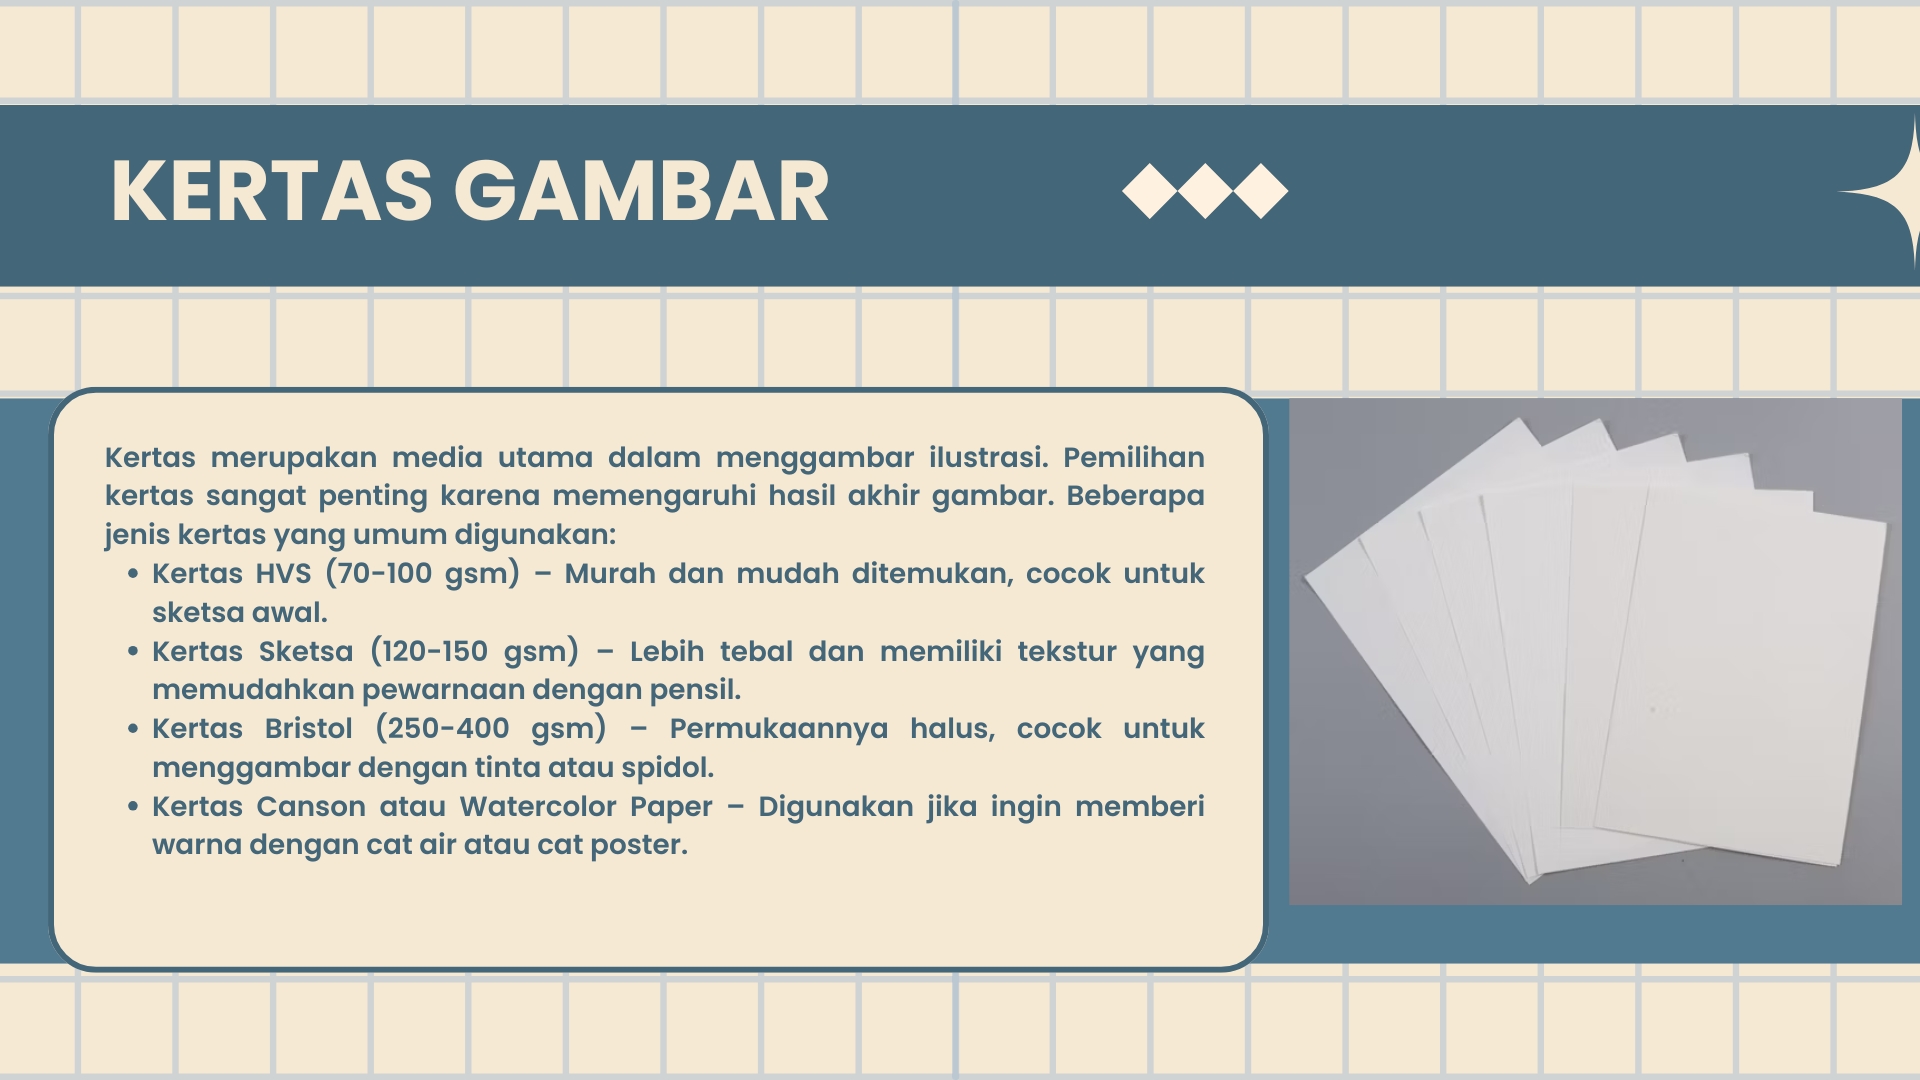 KERTAS GAMBAR
Kertas merupakan media utama dalam menggambar ilustrasi. Pemilihan
kertas sangat penting karena memengaruhi hasil akhir gambar. Beberapa
jenis kertas yang umum digunakan:
• Kertas HVS (70-100 gsm) – Murah dan mudah ditemukan, cocok untuk
sketsa awal.
• Kertas Sketsa (120-150 gsm) – Lebih tebal dan memiliki tekstur yang
memudahkan pewarnaan dengan pensil.
• Kertas Bristol (250-400 gsm) – Permukaannya halus, cocok untuk
menggambar dengan tinta atau spidol.
• Kertas Canson atau Watercolor Paper – Digunakan jika ingin memberi
warna dengan cat air atau cat poster.